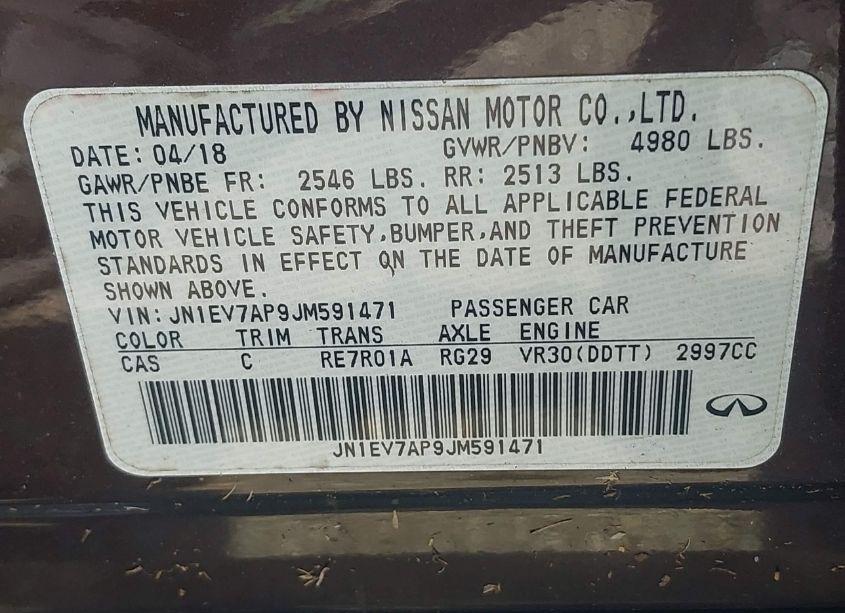 MANUFACTURED BY NISSAN MOTOR CO.,LTD.
DATE: 04/18 GVWR/PNBV: 4980 LBS.
GAWR/PNBE FR: 2546 LBS. RR: 2513 LBS.
THIS VEHICLE CONFORMS TO ALL APPLICABLE FEDERAL
MOTOR VEHICLE SAFETY,BUMPER,AND THEFT PREVENTION
STANDARDS IN EFFECT ON THE DATE OF MANUFACTURE
SHOWN ABOVE.
VIN: JN1EV7AP9JM591471 PASSENGER CAR
COLOR TRIM TRANS AXLE ENGINE
CAS C RE7R01A RG29 VR30(DDTT) 2997CC
JN1EV7AP9JM591471